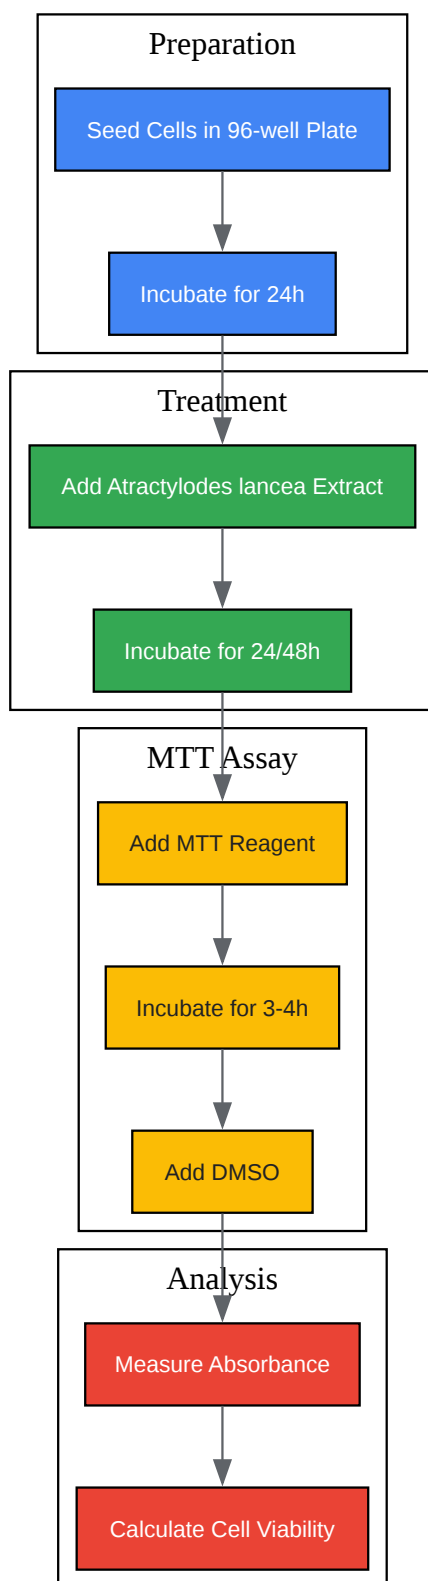 Preparation
Seed Cells in 96-well Plate
Incubate for 24h
Treatment
Add Atractylodes lancea Extract
Incubate for 24/48h
MTT Assay
Add MTT Reagent
Incubate for 3-4h
Add DMSO
Analysis
Measure Absorbance
Calculate Cell Viability